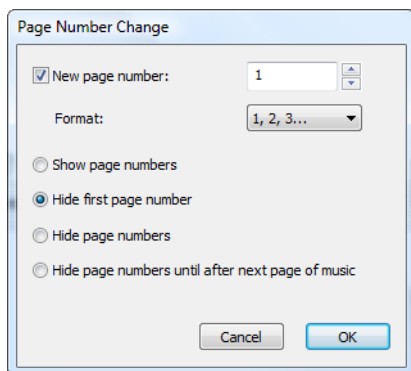 Page Number Change
New page number: 1
Format: 1, 2, 3...
Show page numbers
Hide first page number
Hide page numbers
Hide page numbers until after next page of music
Cancel OK